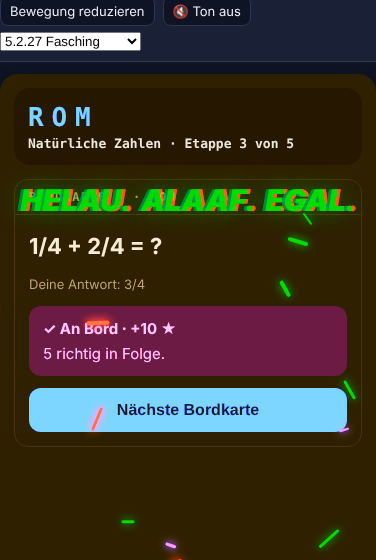 Bewegung reduzieren
🔇 Ton aus
5.2.27 Fasching
ROM
Natürliche Zahlen · Etappe 3 von 5
HELAU. ALAAF. EGAL.
1/4 + 2/4 = ?
Deine Antwort: 3/4
✓ An Bord · +10 ★
5 richtig in Folge.
Nächste Bordkarte